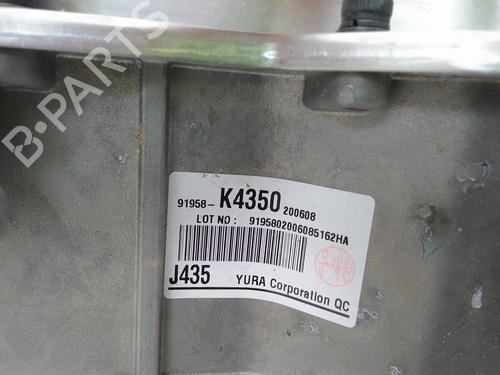 B-PARTS
91958- K4350 200608
LOT NO : 9195802006085162HA
J435 YURA Corporation QC